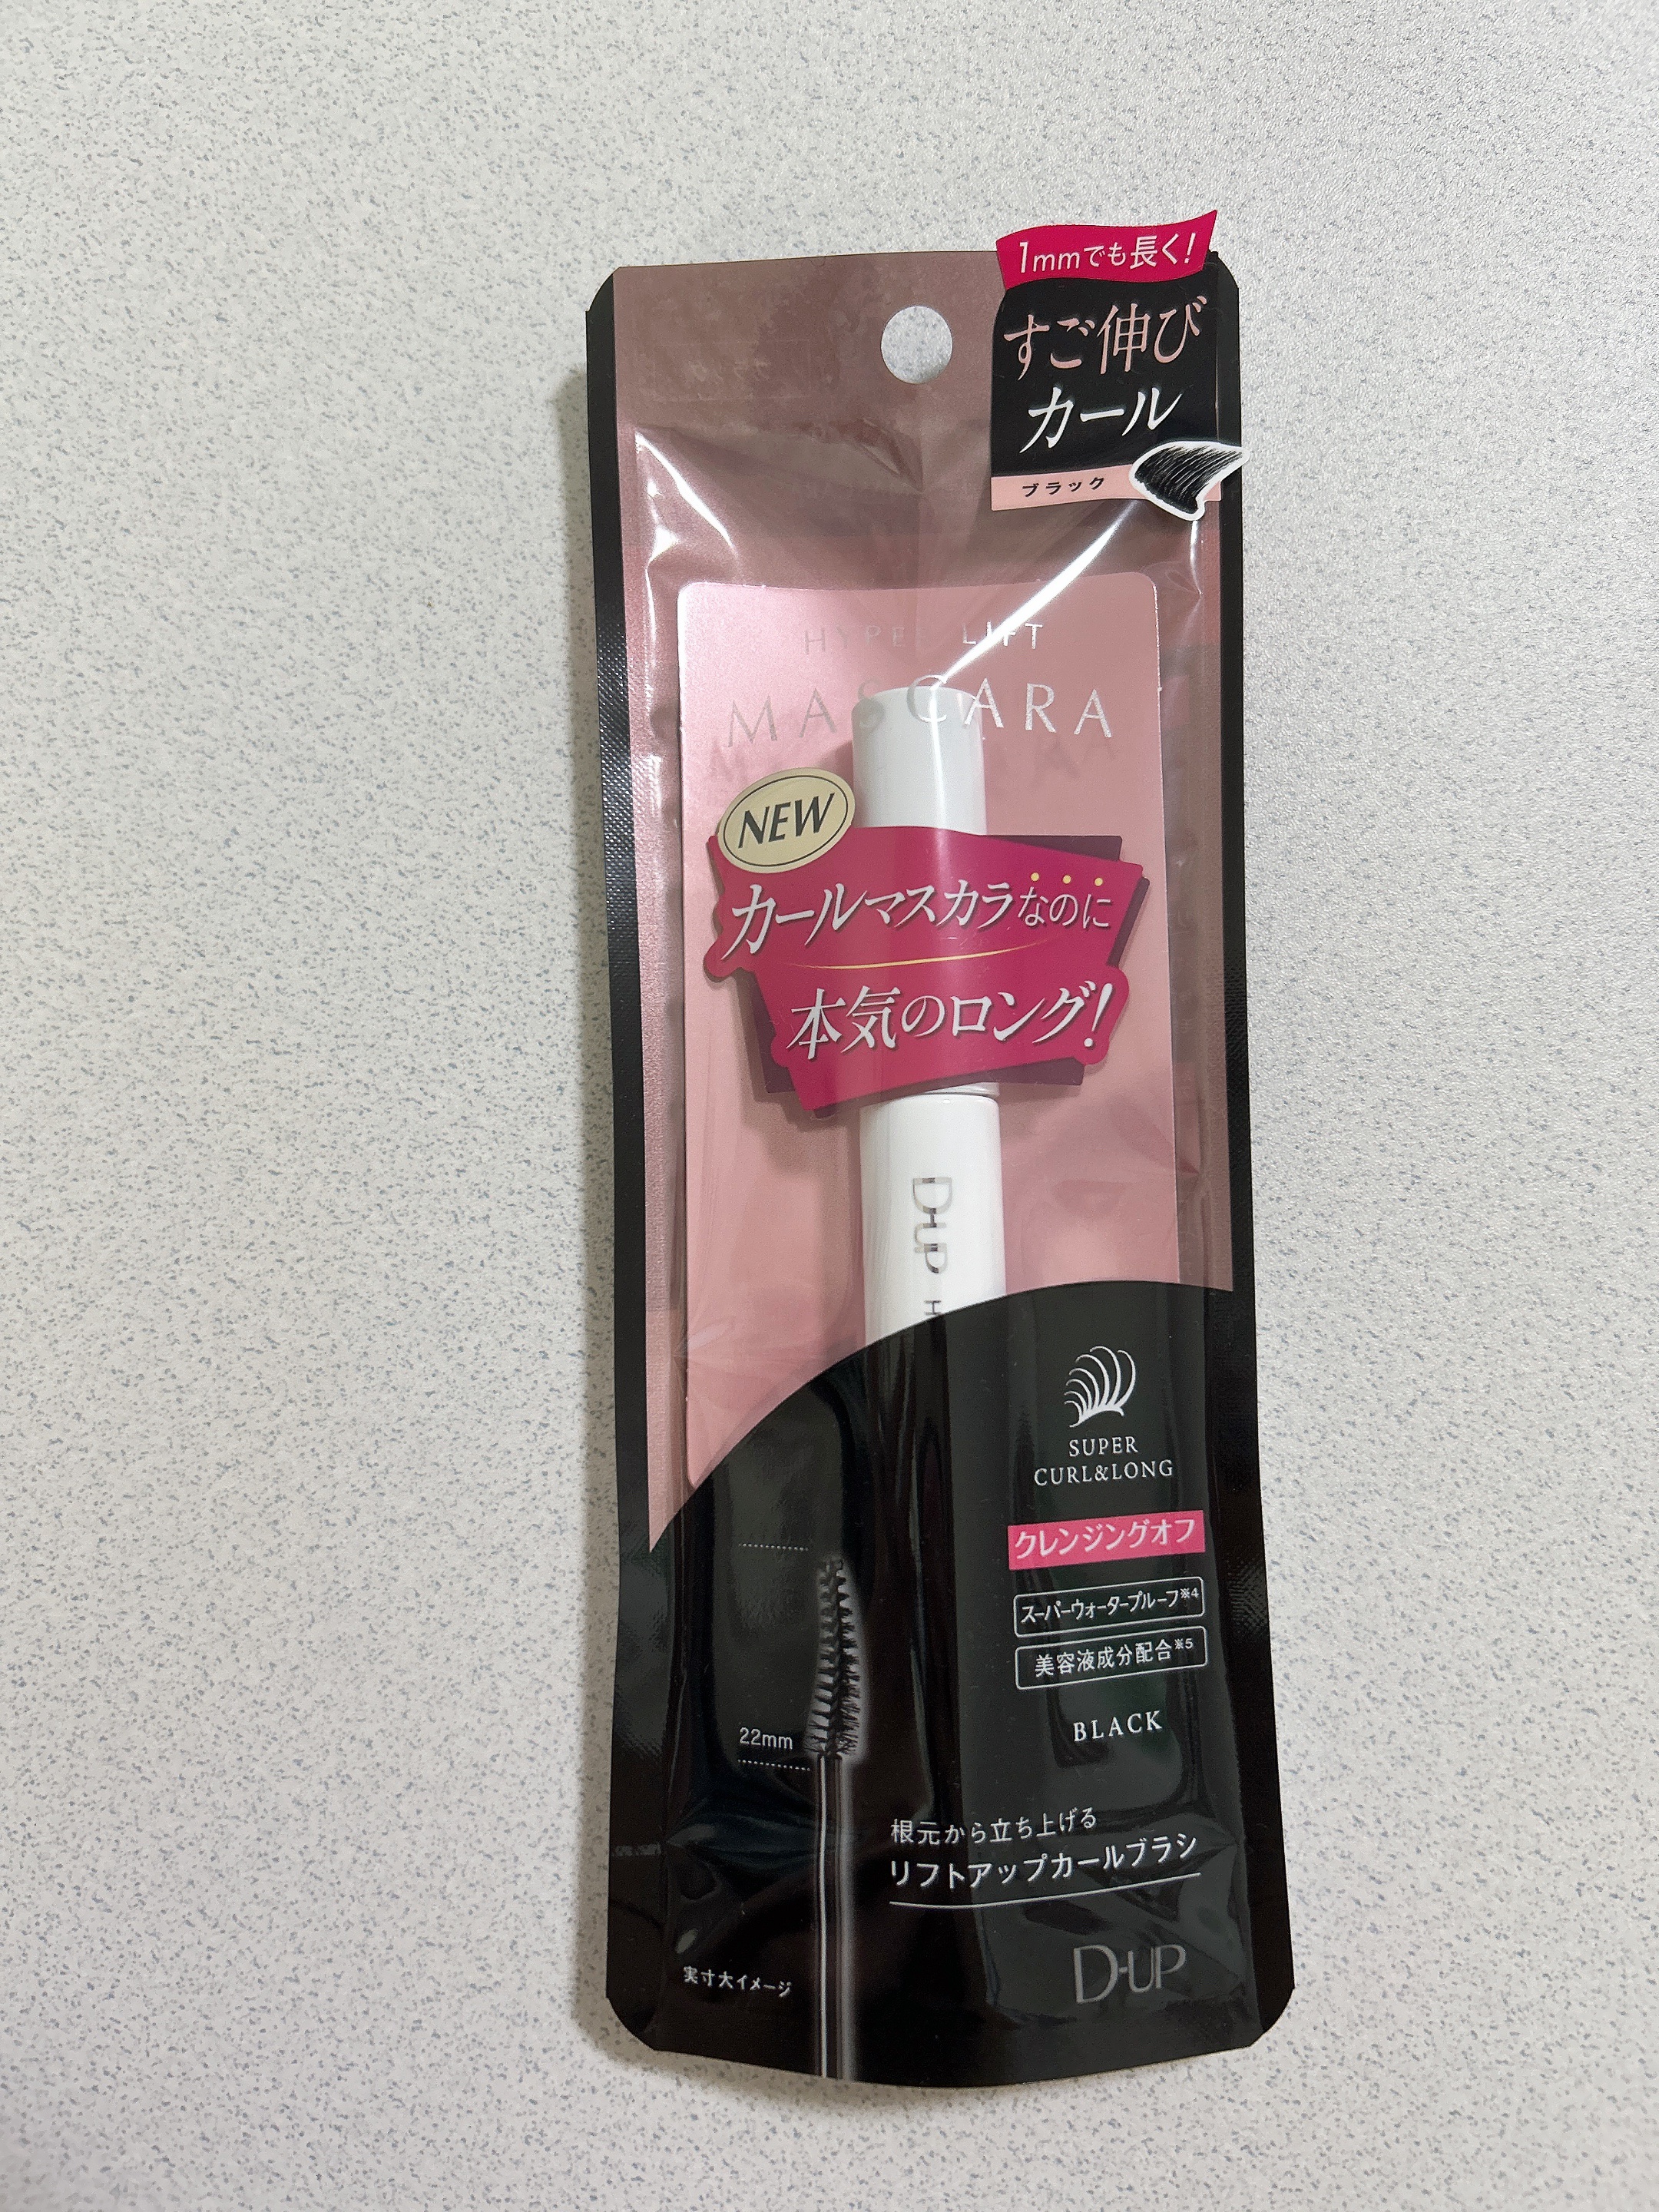 1mmでも長く!
すご伸び
カール
ブラック
HYPER LIFT
MASCARA
NEW
カールマスカラなのに
本気のロング!
D-UP H
SUPER
CURL&LONG
クレンジングオフ
スーパーウォータープルーフ※4
美容液成分配合※5
BLACK
22mm
根元から立ち上げる
リフトアップカールブラシ
実寸大イメージ
D-UP